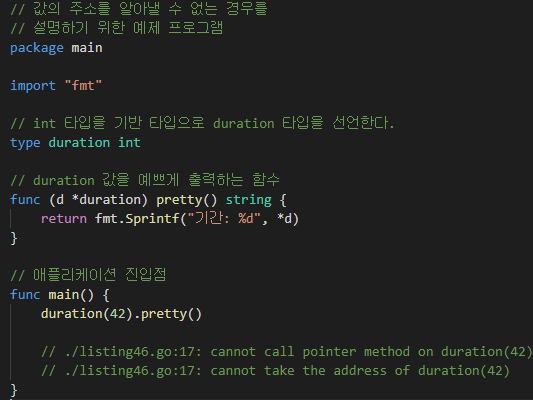 // 값의 주소를 알아낼 수 없는 경우를
// 설명하기 위한 예제 프로그램
package main
import "fmt"
// int 타입을 기반 타입으로 duration 타입을 선언한다.
type duration int
// duration 값을 예쁘게 출력하는 함수
func (d *duration) pretty() string {
return fmt.Sprintf("기간: %d", *d)
}
// 애플리케이션 진입점
func main() {
duration(42).pretty()
// ./listing46.go:17: cannot call pointer method on duration(42)
// ./listing46.go:17: cannot take the address of duration(42)
}